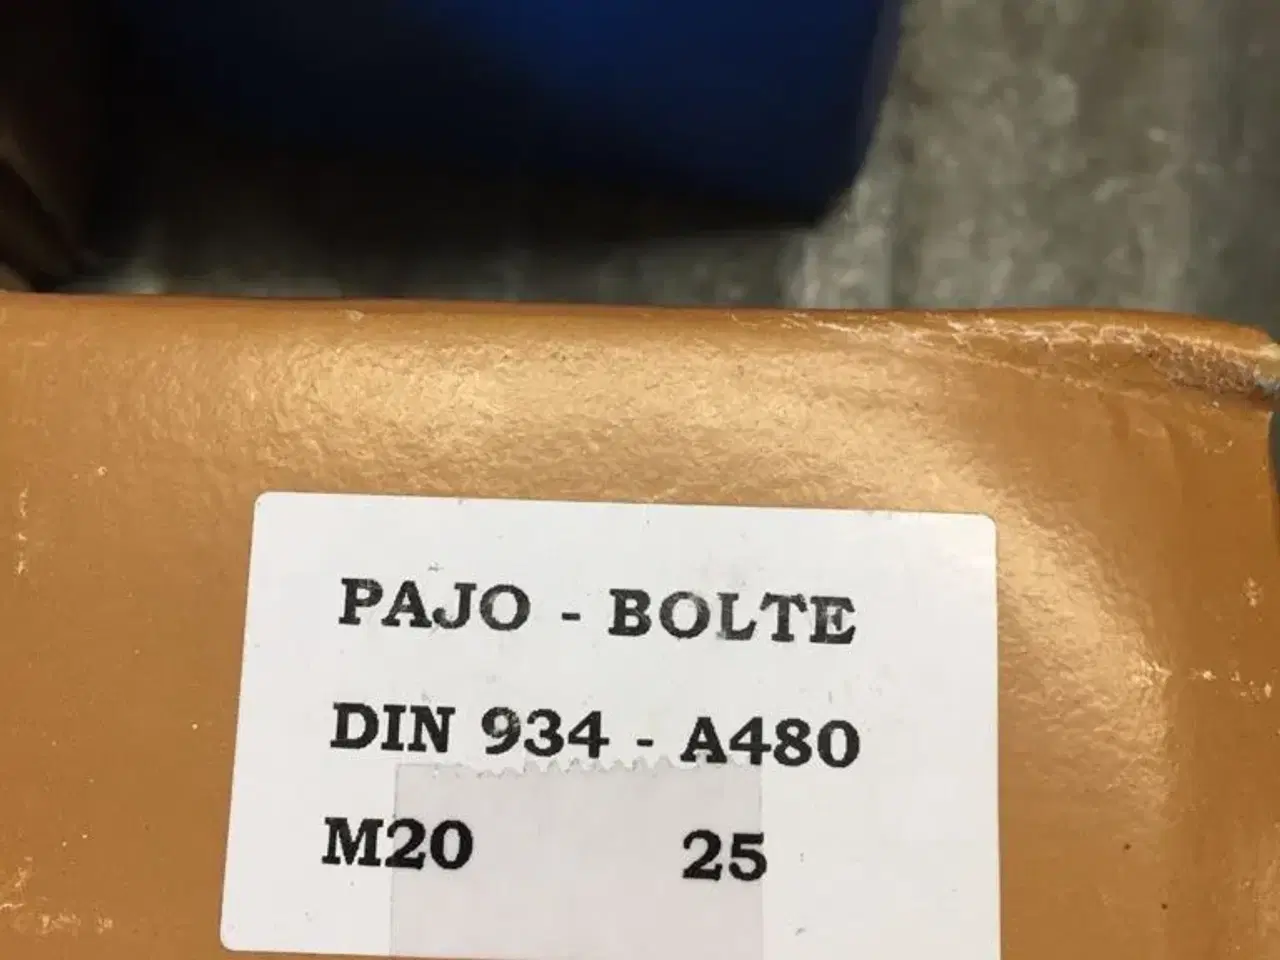 PAJO - BOLTE
DIN 934 - A480
M20 25